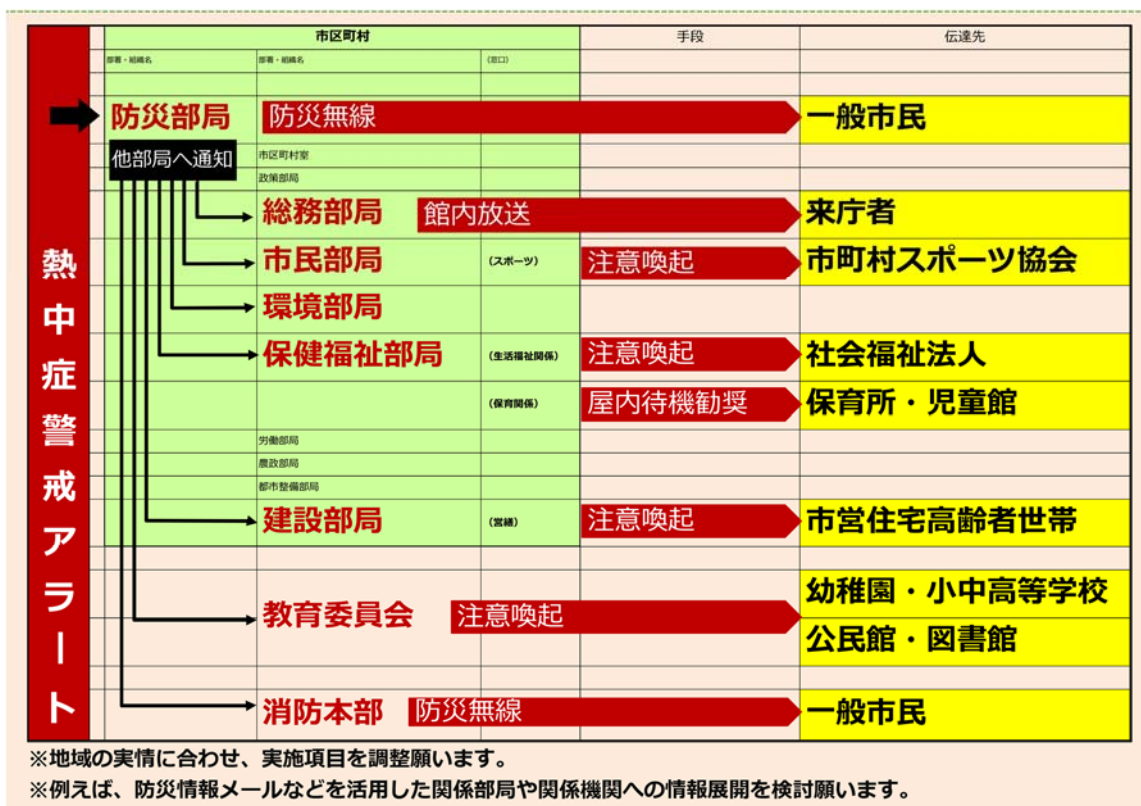 熱中症警戒アラート
市区町村
手段
伝達先
部署・組織名
部署・組織名
(窓口)
防災部局
防災無線
一般市民
他部局へ通知
市区町村室
政策部局
総務部局
館内放送
来庁者
市民部局
(スポーツ)
注意喚起
市町村スポーツ協会
環境部局
保健福祉部局
(生活福祉関係)
注意喚起
社会福祉法人
(保育関係)
屋内待機勧奨
保育所・児童館
労働部局
農政部局
都市整備部局
建設部局
(営繕)
注意喚起
市営住宅高齢者世帯
教育委員会
注意喚起
幼稚園・小中高等学校
公民館・図書館
消防本部
防災無線
一般市民
※地域の実情に合わせ、実施項目を調整願います。
※例えば、防災情報メールなどを活用した関係部局や関係機関への情報展開を検討願います。